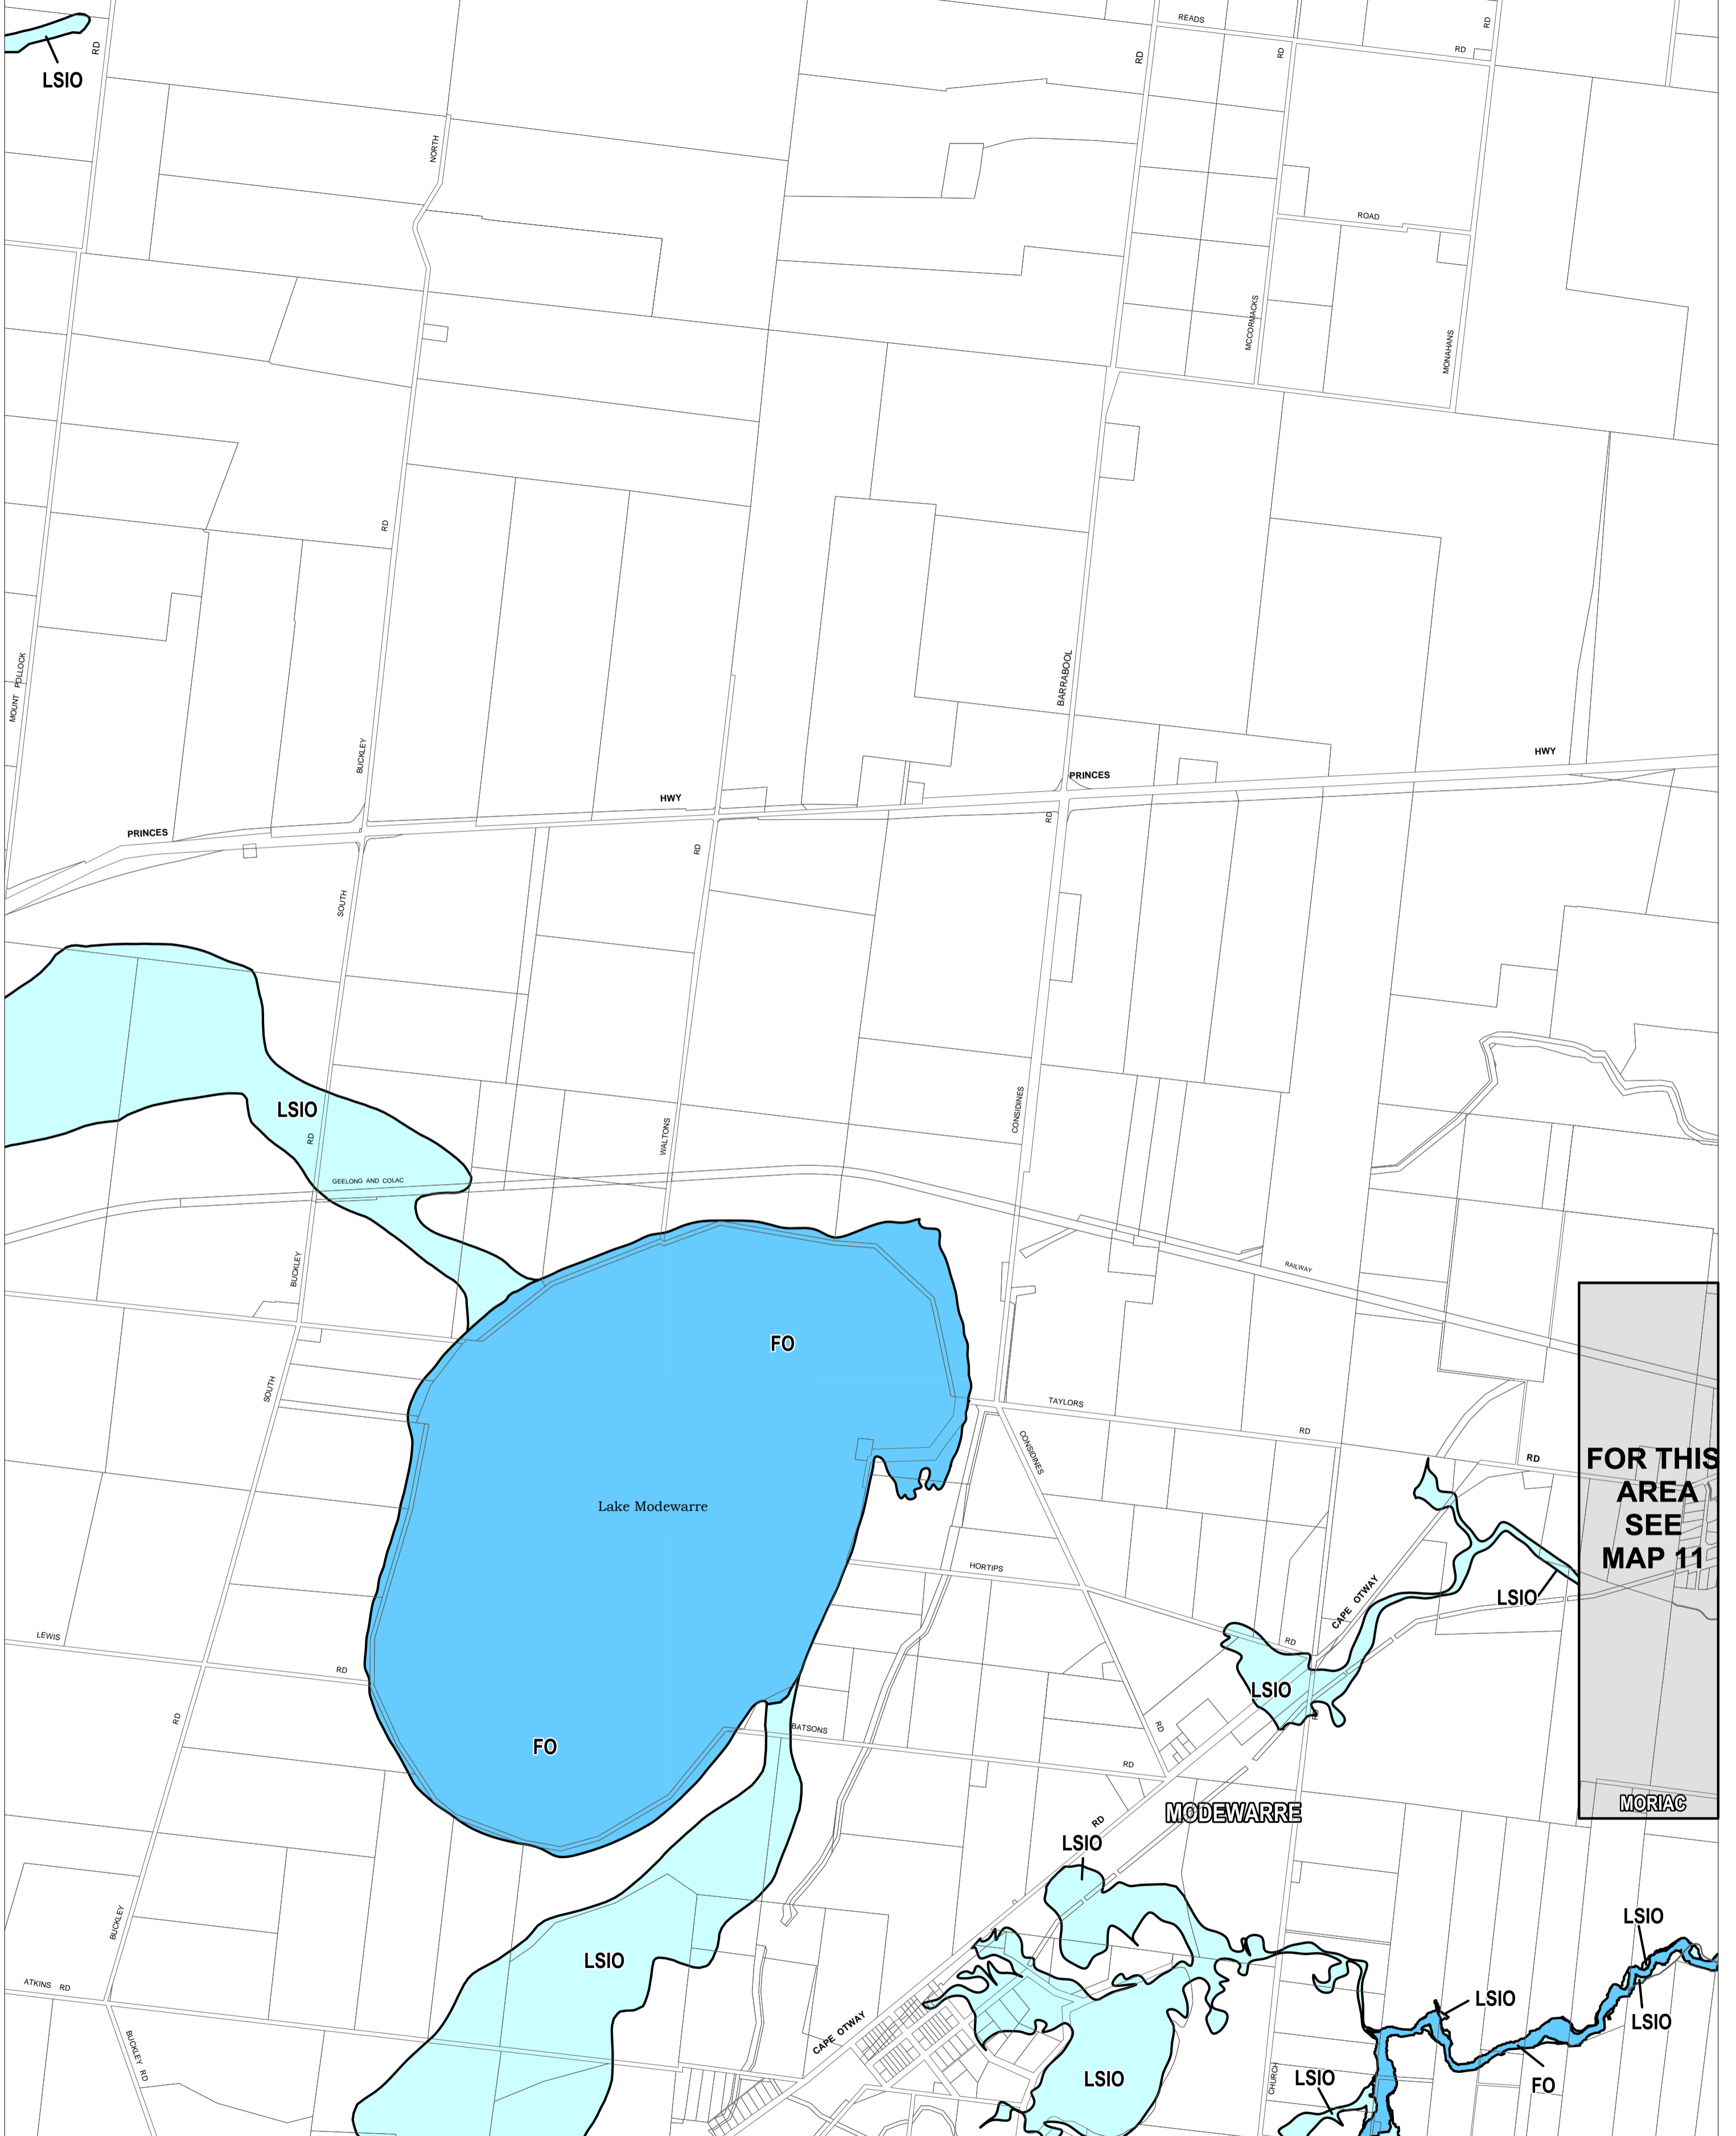 READS
RD
RD
RD
RD
RD
LSIO
NORTH
ROAD
MCCORMACKS
MONAHANS
RD
MOUNT POLLOCK
BARRABOOL
BUCKLEY
HWY
PRINCES
HWY
PRINCES
RD
RD
SOUTH
LSIO
RD
WALTONS
CONSIDINES
GEELONG AND COLAC
BUCKLEY
RAILWAY
FO
SOUTH
TAYLORS
RD
RD
CONSIDINES
FOR THIS
AREA
SEE
MAP 11
Lake Modewarre
HORTIPS
CAPE OTWAY
LSIO
LEWIS
RD
RD
LSIO
RD
RD
BATSONS
RD
RD
FO
RD
MODEWARRE
MORIAC
RD
LSIO
BUCKLEY
LSIO
LSIO
ATKINS RD
LSIO
LSIO
CAPE OTWAY
BUCKLEY RD
LSIO
CHURCH
LSIO
FO